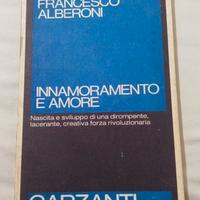 FRANCESCO
ALBERONI
INNAMORAMENTO
E AMORE
Nascita e sviluppo di una dirompente,
lacerante, creativa forza rivoluzionaria
GARZANTI